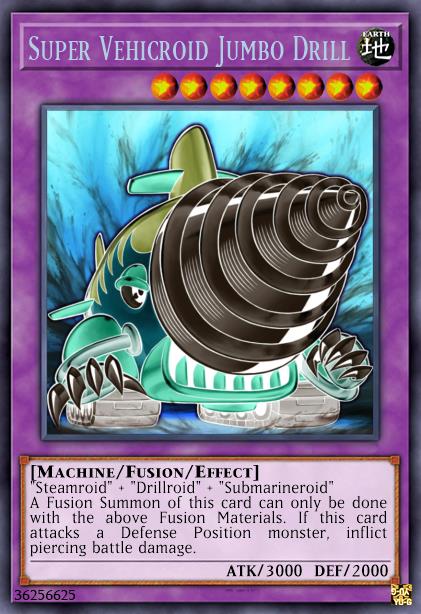 Super Vehicroid Jumbo Drill
EARTH
地
[Machine/Fusion/Effect]
"Steamroid" + "Drillroid" + "Submarineroid"
A Fusion Summon of this card can only be done
with the above Fusion Materials. If this card
attacks a Defense Position monster, inflict
piercing battle damage.
ATK/3000 DEF/2000
36256625